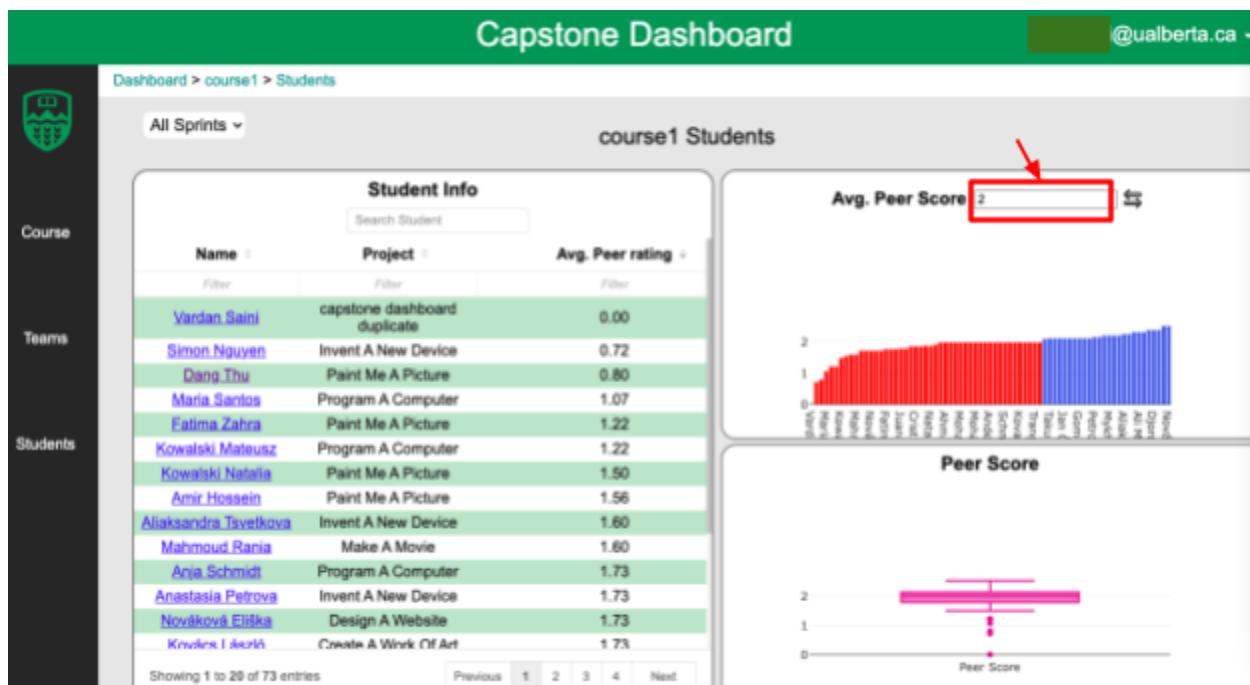 Capstone Dashboard
i@ualberta.ca
Dashboard > course1 > Students
All Sprints
course1 Students
Course
Teams
Students
Student Info
Search Student
Name Project Avg. Peer rating
Filter Filter Filter
Vardan Saini capstone dashboard duplicate 0.00
Simon Nguyen Invent A New Device 0.72
Dang Thu Paint Me A Picture 0.80
Maria Santos Program A Computer 1.07
Fatima Zahra Paint Me A Picture 1.22
Kowalski Mateusz Program A Computer 1.22
Kowalski Natalia Paint Me A Picture 1.50
Amir Hossein Paint Me A Picture 1.56
Aliaksandra Tsvetkova Invent A New Device 1.60
Mahmoud Rania Make A Movie 1.60
Anja Schmidt Program A Computer 1.73
Anastasia Petrova Invent A New Device 1.73
Nováková Eliška Design A Website 1.73
Kovács László Create A Work Of Art 1.73
Showing 1 to 20 of 73 entries
Previous 1 2 3 4 Next
Avg. Peer Score 2
2
1
0
Peer Score
2
1
0
Peer Score